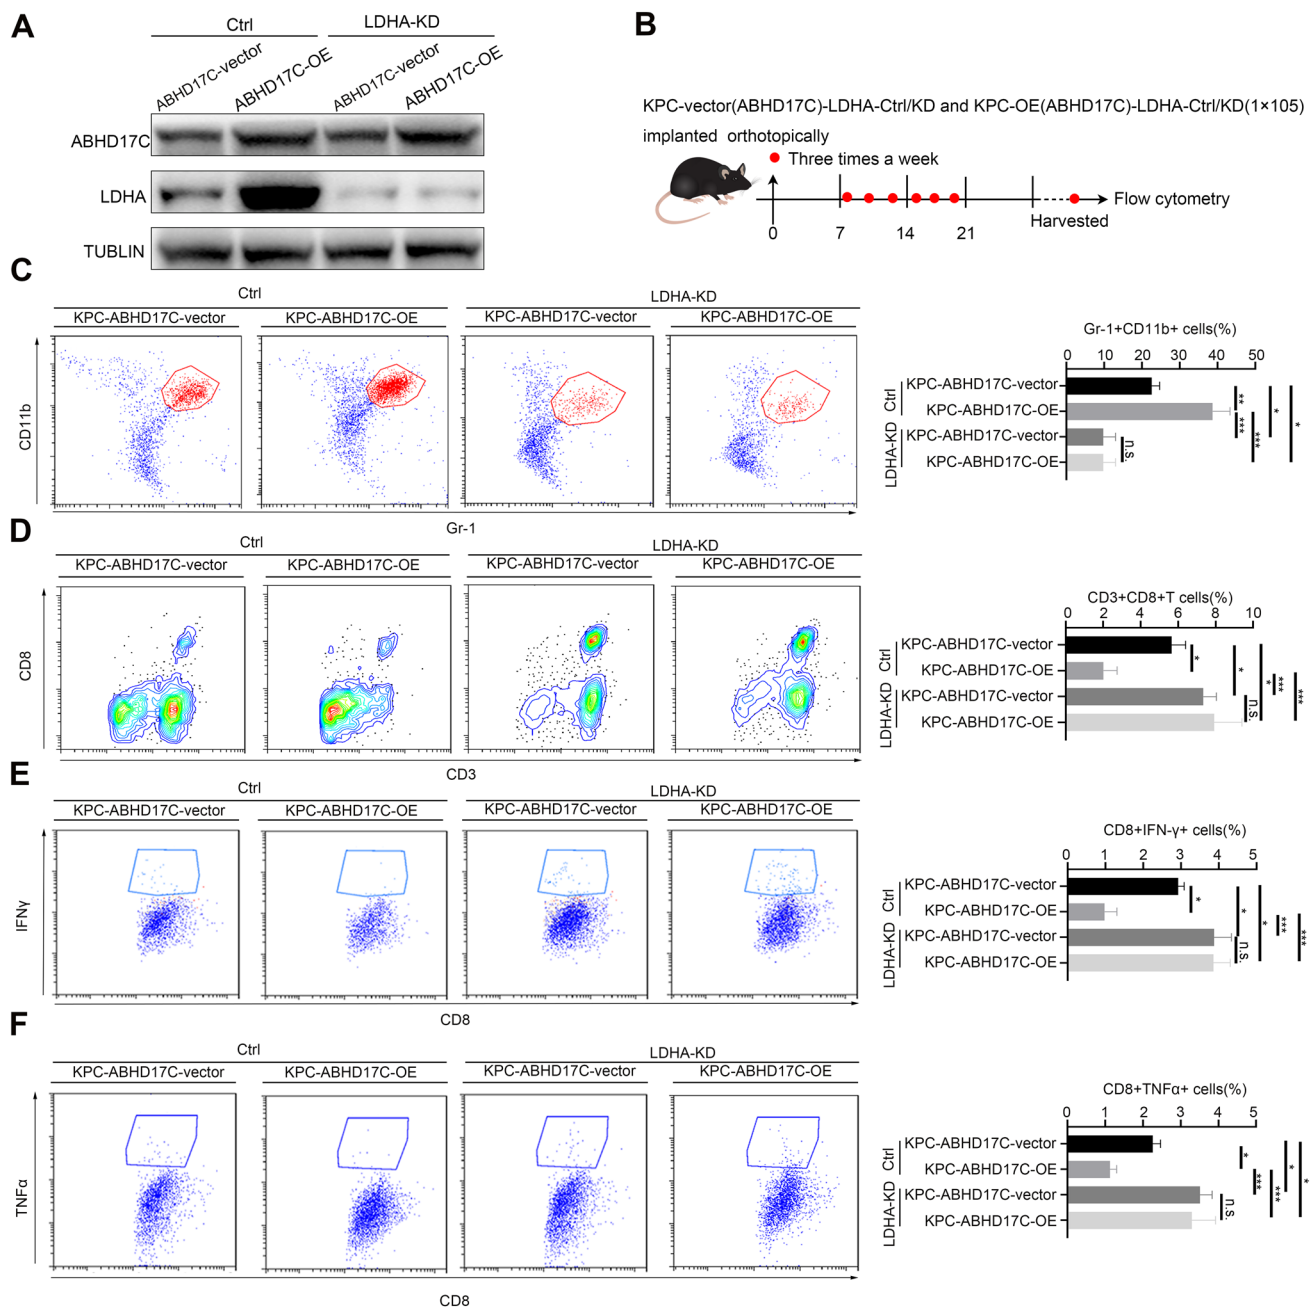 A
Ctrl
LDHA-KD
ABHD17C-vector
ABHD17C-OE
ABHD17C-vector
ABHD17C-OE
ABHD17C
LDHA
TUBLIN
B
KPC-vector(ABHD17C)-LDHA-Ctrl/KD and KPC-OE(ABHD17C)-LDHA-Ctrl/KD(1×105)
implanted orthotopically
Three times a week
Flow cytometry
Harvested
0 7 14 21
C
Ctrl
LDHA-KD
KPC-ABHD17C-vector
KPC-ABHD17C-OE
KPC-ABHD17C-vector
KPC-ABHD17C-OE
CD11b
Gr-1
Gr-1+CD11b+ cells(%)
0 10 20 30 40 50
Ctrl
KPC-ABHD17C-vector
KPC-ABHD17C-OE
LDHA-KD
KPC-ABHD17C-vector
KPC-ABHD17C-OE
** *** *** * *
n.s.
D
Ctrl
LDHA-KD
KPC-ABHD17C-vector
KPC-ABHD17C-OE
KPC-ABHD17C-vector
KPC-ABHD17C-OE
CD8
CD3
CD3+CD8+T cells(%)
0 2 4 6 8 10
Ctrl
KPC-ABHD17C-vector
KPC-ABHD17C-OE
LDHA-KD
KPC-ABHD17C-vector
KPC-ABHD17C-OE
* * * *** ***
n.s
E
Ctrl
LDHA-KD
KPC-ABHD17C-vector
KPC-ABHD17C-OE
KPC-ABHD17C-vector
KPC-ABHD17C-OE
IFNγ
CD8
CD8+IFN-γ+ cells(%)
0 1 2 3 4 5
Ctrl
KPC-ABHD17C-vector
KPC-ABHD17C-OE
LDHA-KD
KPC-ABHD17C-vector
KPC-ABHD17C-OE
* * * *** ***
n.s.
F
Ctrl
LDHA-KD
KPC-ABHD17C-vector
KPC-ABHD17C-OE
KPC-ABHD17C-vector
KPC-ABHD17C-OE
TNFα
CD8
CD8+TNFα+ cells(%)
0 1 2 3 4 5
Ctrl
KPC-ABHD17C-vector
KPC-ABHD17C-OE
LDHA-KD
KPC-ABHD17C-vector
KPC-ABHD17C-OE
* *** *** * *
n.s.